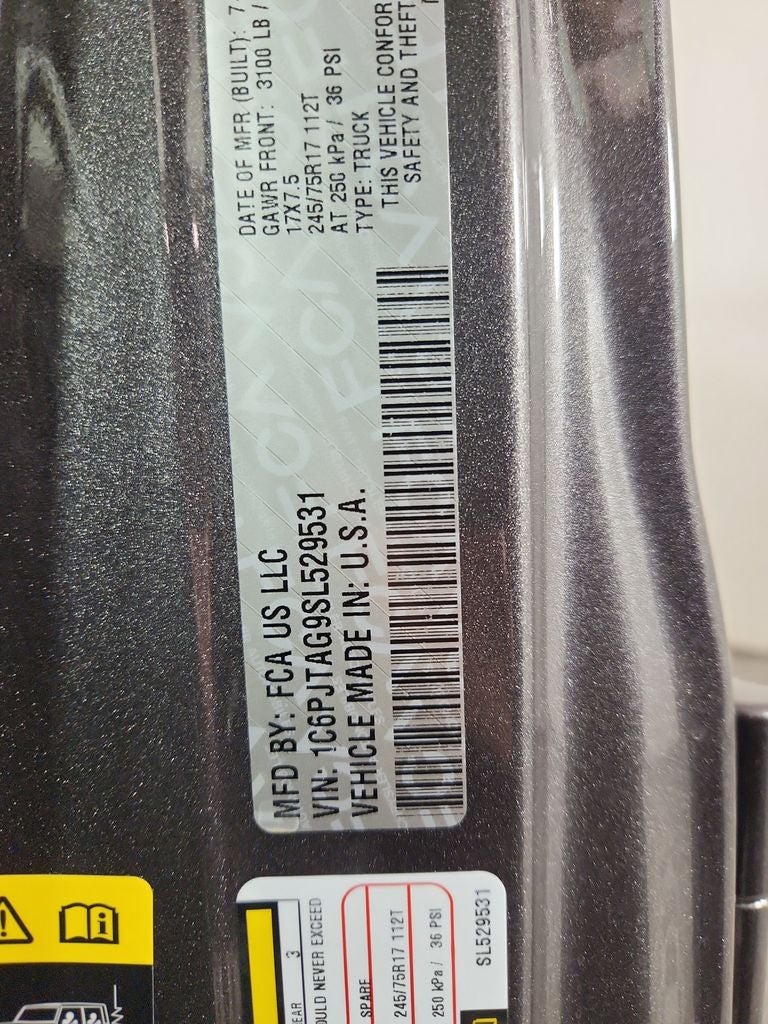 MFD BY: FCA US LLC
VIN: 1C6PJTAG9SL529531
VEHICLE MADE IN: U.S.A.
DATE OF MFR (BUILT): 7
GAWR FRONT: 3100 LB /
17X7.5
245/75R17 112T
AT 250 kPa / 36 PSI
TYPE: TRUCK
THIS VEHICLE CONFOR
SAFETY AND THEFT
EAR 3
OULD NEVER EXCEED
SPARE
245/75R17 112T
250 kPa / 36 PSI
SL529531